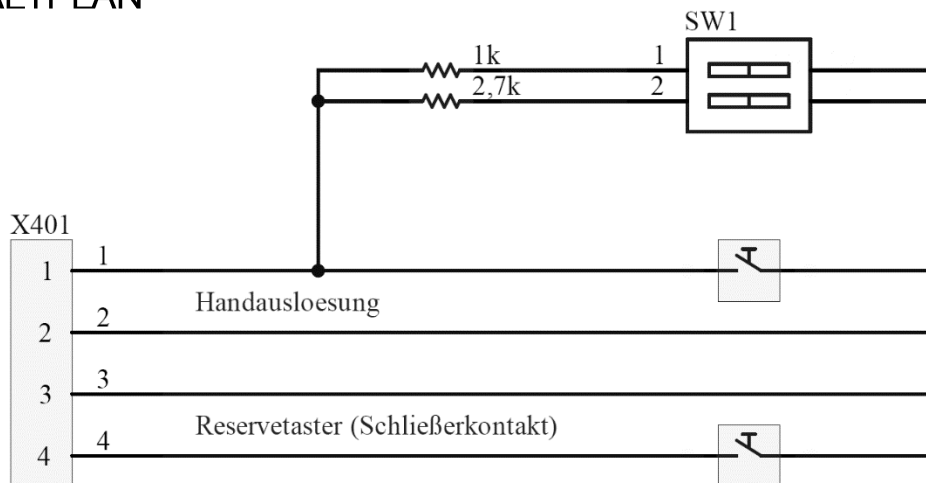 SW1
1k 1
2,7k 2
X401
1 1
Handausloesung
2 2
3 3
Reservetaster (Schließerkontakt)
4 4